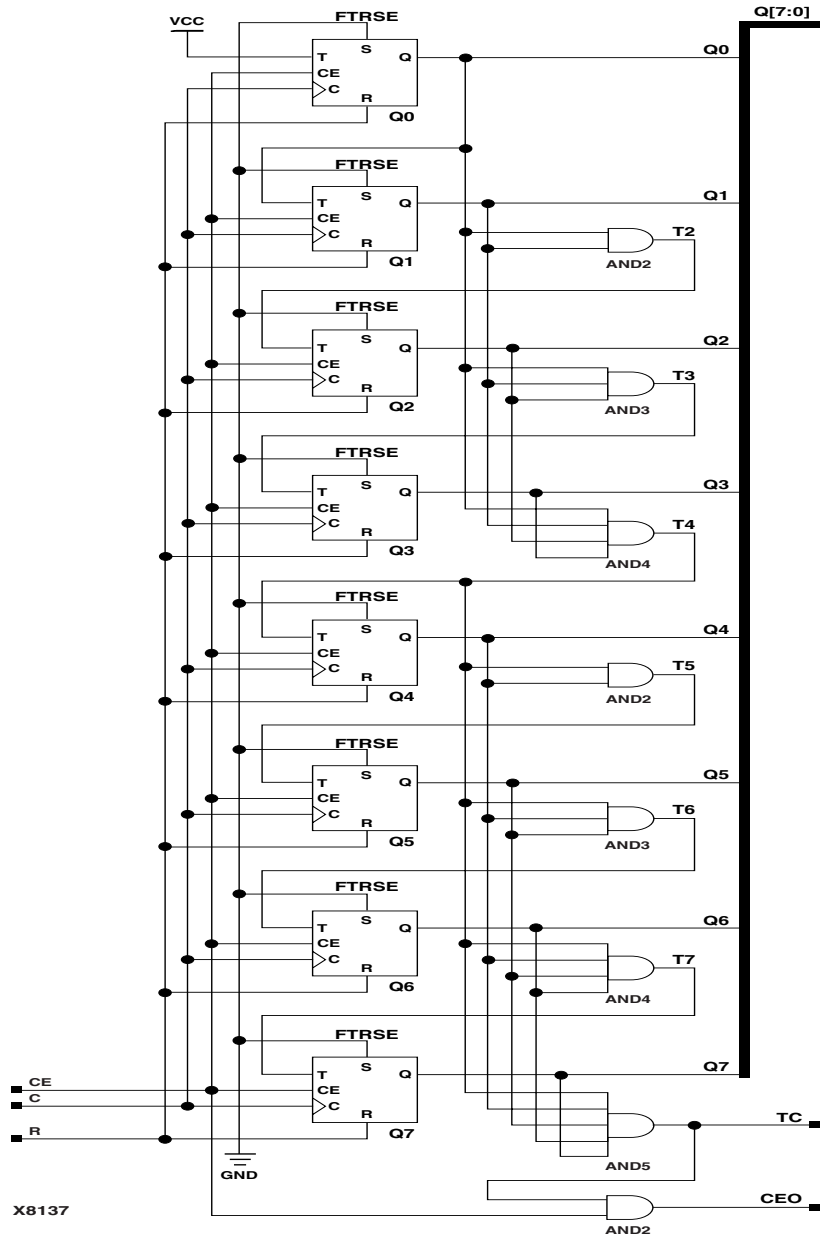 Q[7:0]
VCC
FTRSE
S
T
Q
CE
C
R
Q0
Q0
FTRSE
S
T
Q
CE
C
R
Q1
Q1
T2
AND2
FTRSE
S
T
Q
CE
C
R
Q2
Q2
T3
AND3
FTRSE
S
T
Q
CE
C
R
Q3
Q3
T4
AND4
FTRSE
S
T
Q
CE
C
R
Q4
Q4
T5
AND2
FTRSE
S
T
Q
CE
C
R
Q5
Q5
T6
AND3
FTRSE
S
T
Q
CE
C
R
Q6
Q6
T7
AND4
FTRSE
S
T
Q
CE
C
R
Q7
Q7
CE
C
R
GND
AND5
TC
AND2
CEO
X8137